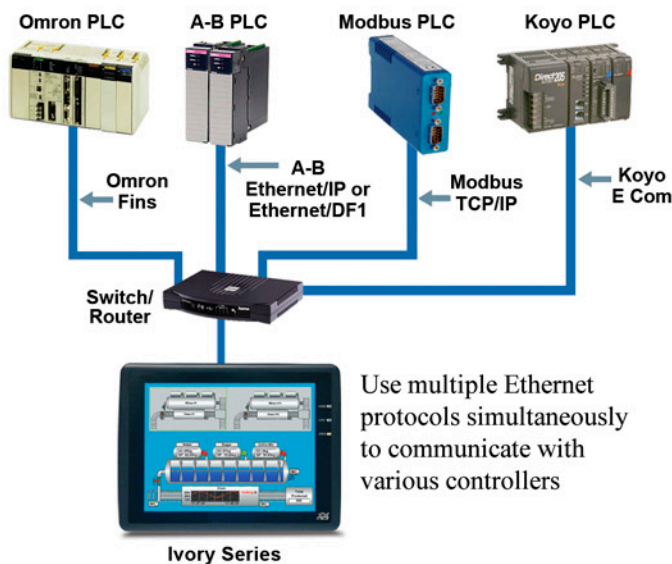 Omron PLC
A-B PLC
Modbus PLC
Koyo PLC
Direct205
Omron
Fins
A-B
Ethernet/IP or
Ethernet/DF1
Modbus
TCP/IP
Koyo
E Com
Switch/
Router
Use multiple Ethernet
protocols simultaneously
to communicate with
various controllers
Ivory Series